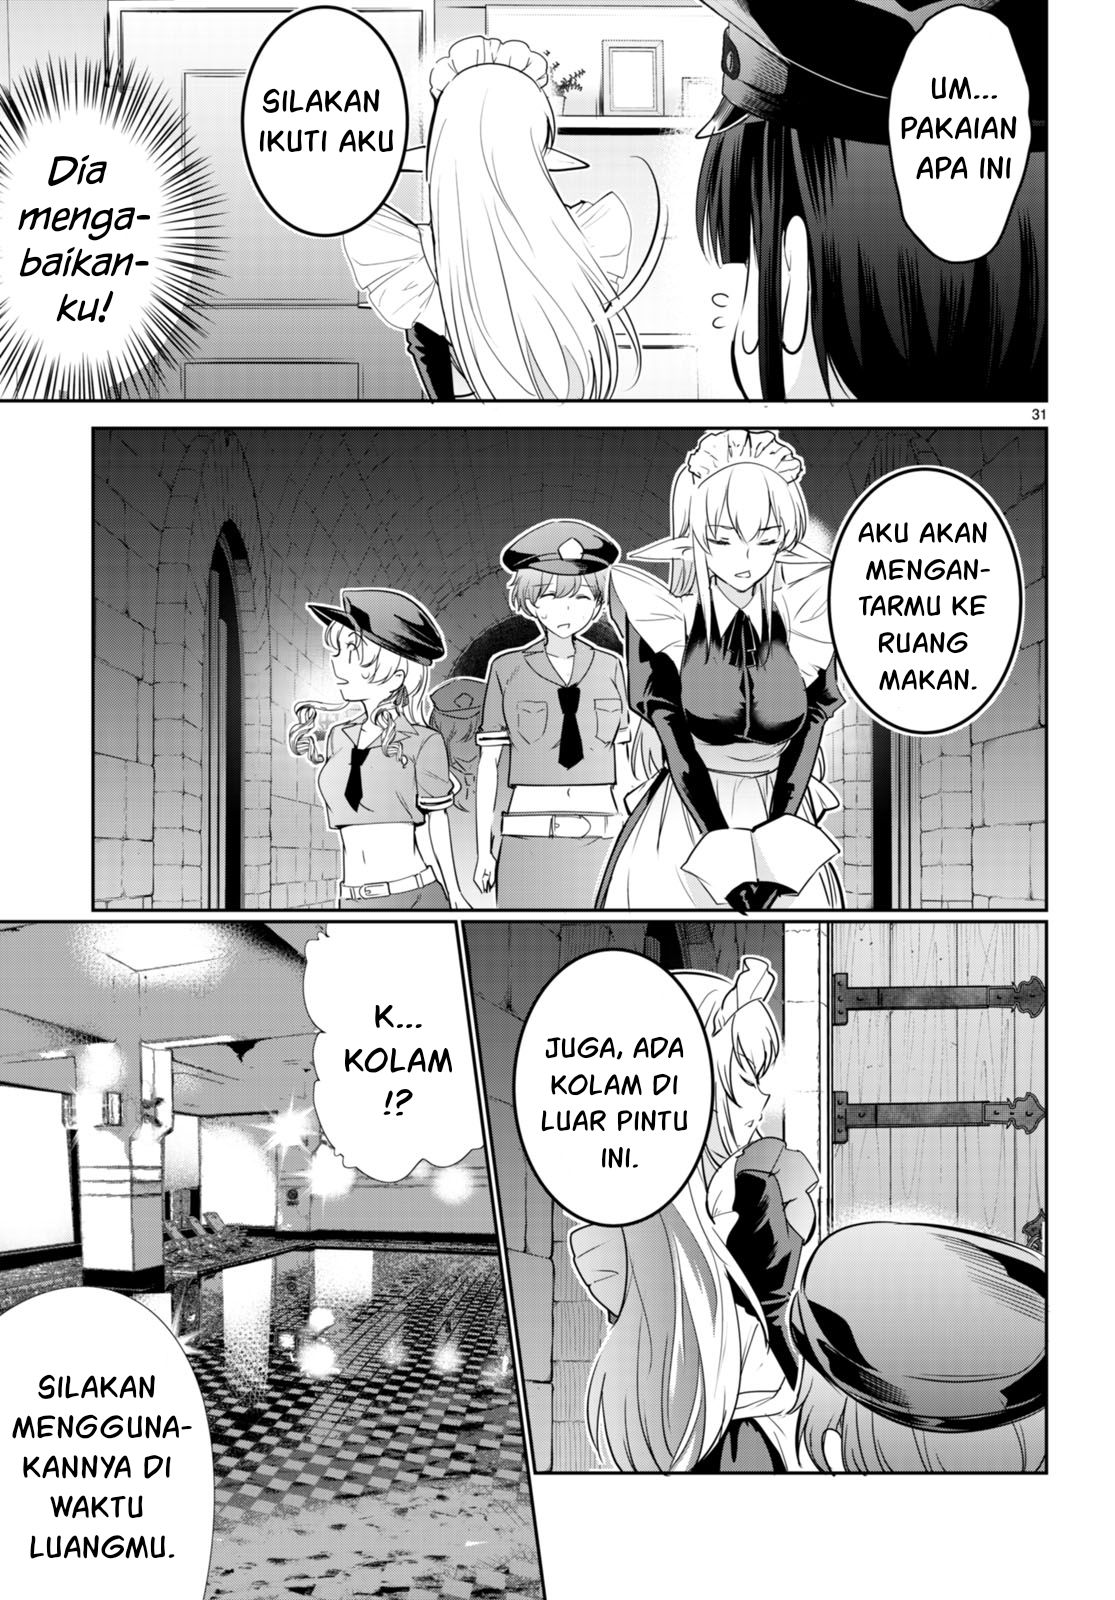 UM...
PAKAIAN
APA INI
SILAKAN
IKUTI AKU
Dia
menga-
baikan-
ku!
31
AKU AKAN
MENGAN-
TARMU KE
RUANG
MAKAN.
JUGA, ADA
KOLAM DI
LUAR PINTU
INI.
K...
KOLAM
!?
SILAKAN
MENGGUNA-
KANNYA DI
WAKTU
LUANGMU.